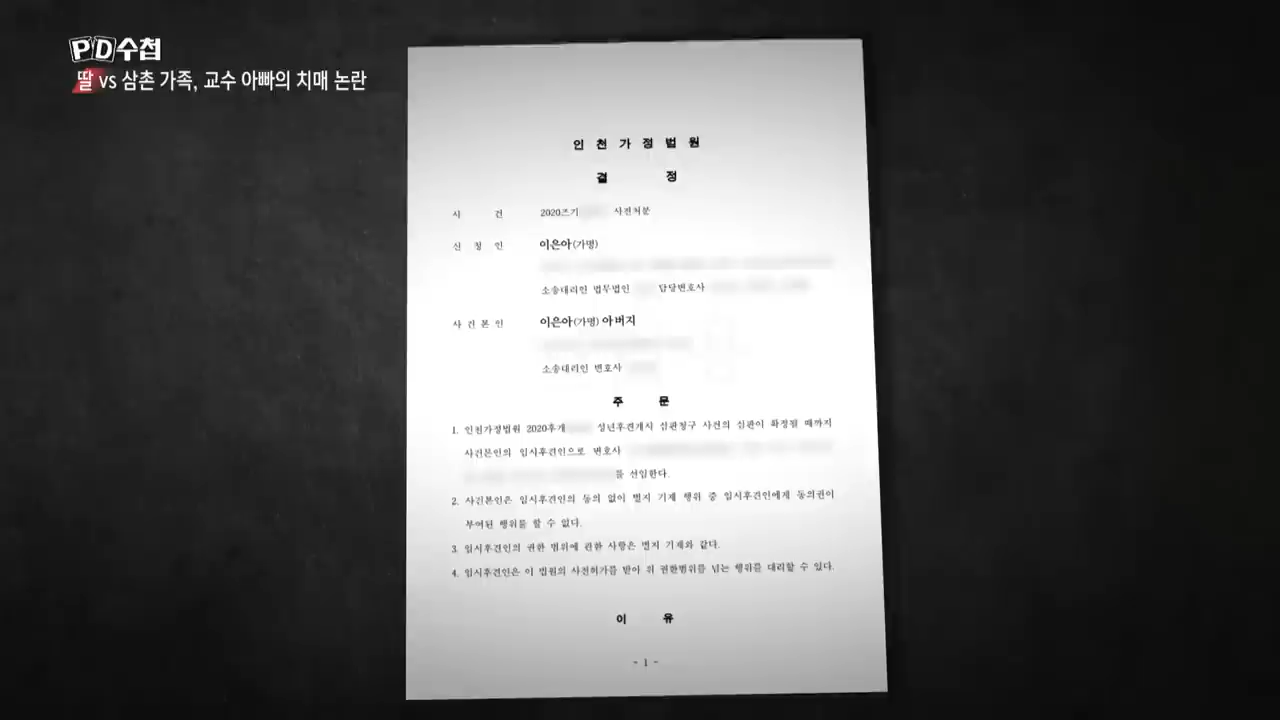 PD수첩
딸 vs 삼촌 가족, 교수 아빠의 치매 논란
인 천 가 정 법 원
결 정
사 건 2020즈기 사전처분
신 청 인 이은아(가명)
소송대리인 법무법인 담당변호사
사 건 본 인 이은아(가명) 아버지
소송대리인 변호사
주 문
1. 인천가정법원 2020후개 성년후견개시 심판청구 사건의 심판이 확정될 때까지
사건본인의 임시후견인으로 변호사
를 선임한다.
2. 사건본인은 임시후견인의 동의 없이 별지 기재 행위 중 임시후견인에게 동의권이
부여된 행위를 할 수 없다.
3. 임시후견인의 권한 범위에 관한 사항은 별지 기재와 같다.
4. 임시후견인은 이 법원의 사전허가를 받아 위 권한범위를 넘는 행위를 대리할 수 있다.
이 유
- 1 -